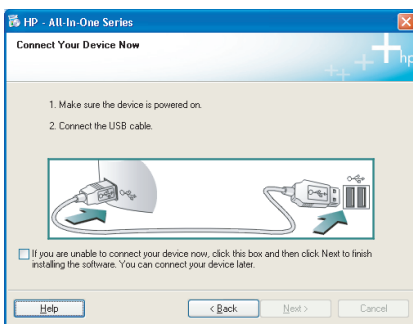 HP - All-In-One Series
Connect Your Device Now
hp
1. Make sure the device is powered on.
2. Connect the USB cable.
If you are unable to connect your device now, click this box and then click Next to finish
installing the software. You can connect your device later.
Help
< Back
Next >
Cancel